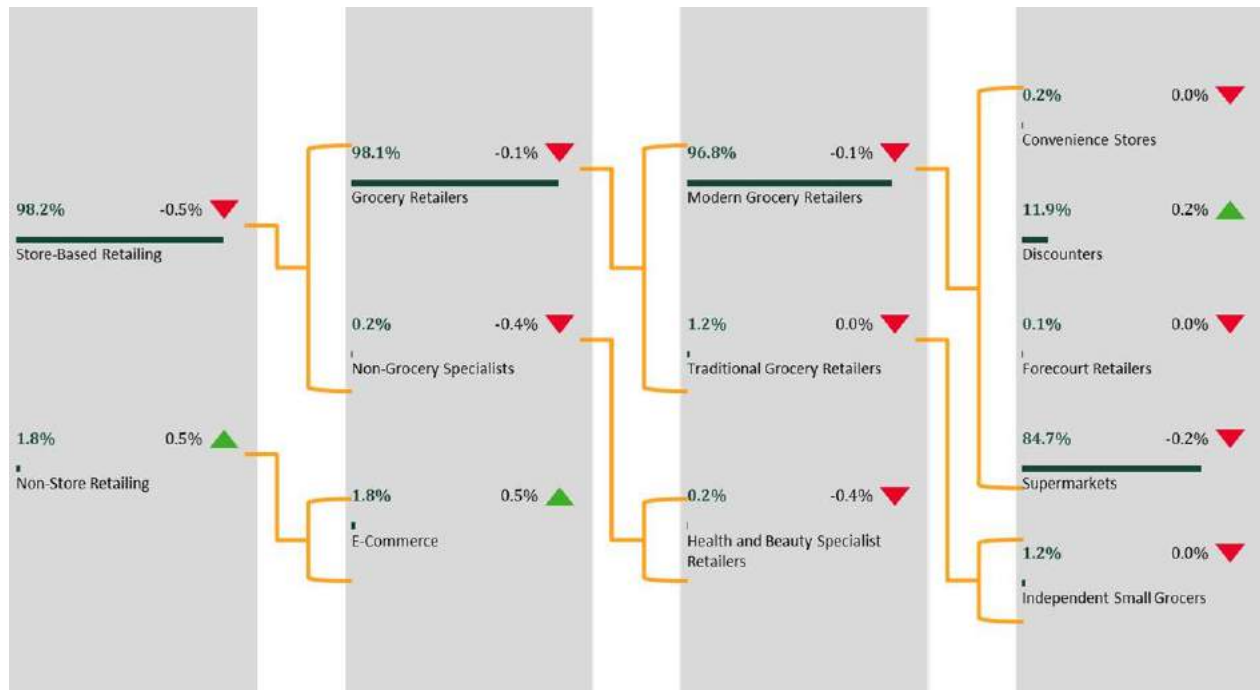 98.2% -0.5%
Store-Based Retailing
1.8% 0.5%
Non-Store Retailing
98.1% -0.1%
Grocery Retailers
0.2% -0.4%
Non-Grocery Specialists
1.8% 0.5%
E-Commerce
96.8% -0.1%
Modern Grocery Retailers
1.2% 0.0%
Traditional Grocery Retailers
0.2% -0.4%
Health and Beauty Specialist
Retailers
0.2% 0.0%
Convenience Stores
11.9% 0.2%
Discounters
0.1% 0.0%
Forecourt Retailers
84.7% -0.2%
Supermarkets
1.2% 0.0%
Independent Small Grocers